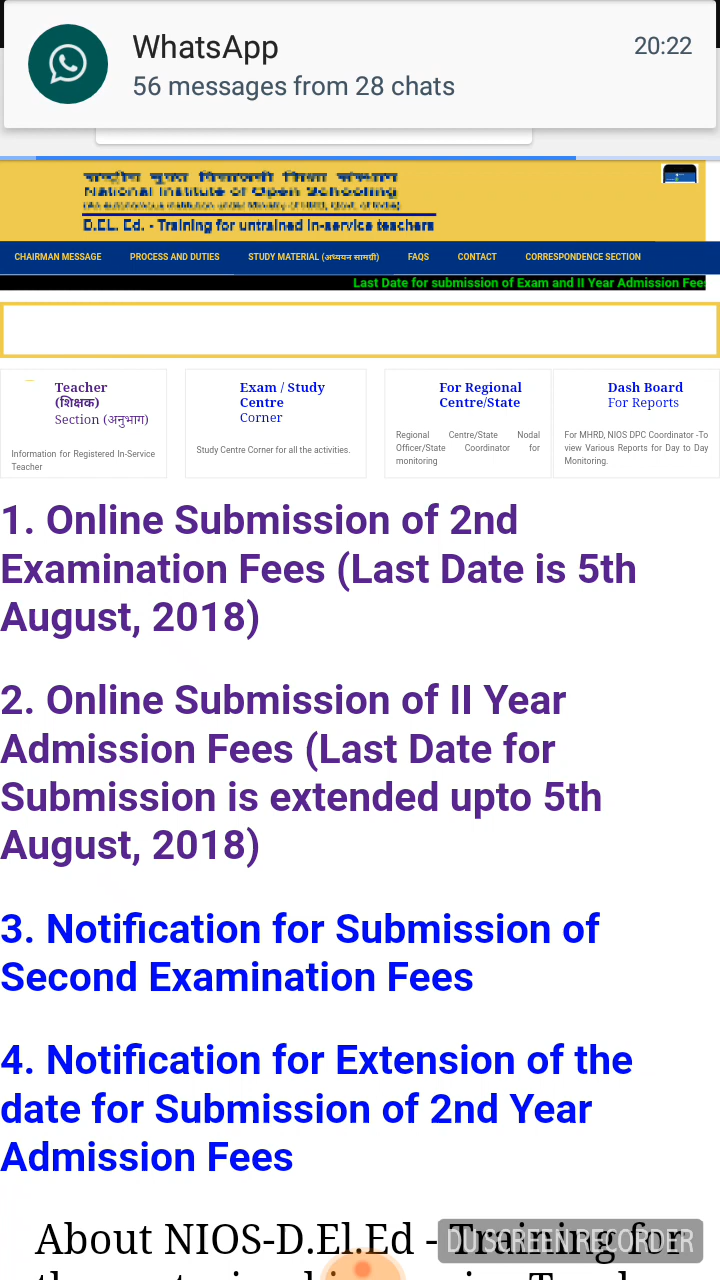 WhatsApp
20:22
56 messages from 28 chats
National Institute of Open Schooling
D.EL. Ed. - Training for untrained in-service teachers
CHAIRMAN MESSAGE PROCESS AND DUTIES STUDY MATERIAL (अध्ययन सामग्री) FAQS CONTACT CORRESPONDENCE SECTION
Last Date for submission of Exam and II Year Admission Fee
Teacher
(शिक्षक)
Section (अनुभाग)
Information for Registered In-Service
Teacher
Exam / Study
Centre
Corner
Study Centre Corner for all the activities.
For Regional
Centre/State
Regional Centre/State Nodal
Officer/State Coordinator for
monitoring
Dash Board
For Reports
For MHRD, NIOS DPC Coordinator -To
view Various Reports for Day to Day
Monitoring.
1. Online Submission of 2nd
Examination Fees (Last Date is 5th
August, 2018)
2. Online Submission of II Year
Admission Fees (Last Date for
Submission is extended upto 5th
August, 2018)
3. Notification for Submission of
Second Examination Fees
4. Notification for Extension of the
date for Submission of 2nd Year
Admission Fees
About NIOS-D.El.Ed - Training for
DU SCREEN RECORDER